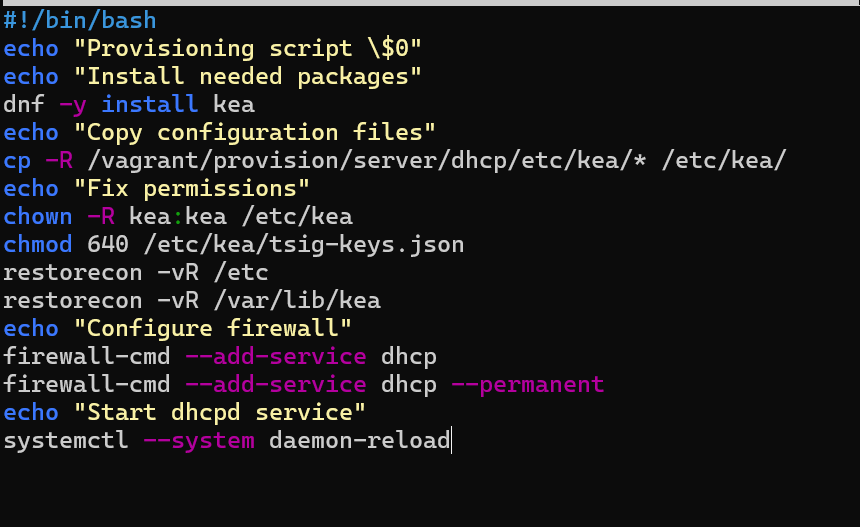 #!/bin/bash
echo "Provisioning script \$0"
echo "Install needed packages"
dnf -y install kea
echo "Copy configuration files"
cp -R /vagrant/provision/server/dhcp/etc/kea/* /etc/kea/
echo "Fix permissions"
chown -R kea:kea /etc/kea
chmod 640 /etc/kea/tsig-keys.json
restorecon -vR /etc
restorecon -vR /var/lib/kea
echo "Configure firewall"
firewall-cmd --add-service dhcp
firewall-cmd --add-service dhcp --permanent
echo "Start dhcpd service"
systemctl --system daemon-reload